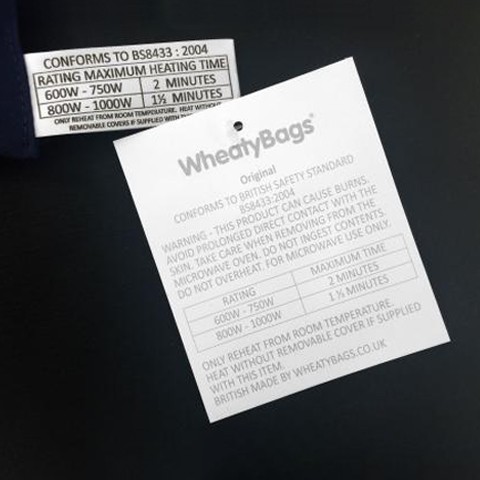 CONFORMS TO BS8433 : 2004
RATING MAXIMUM HEATING TIME
600W - 750W 2 MINUTES
800W - 1000W 1½ MINUTES
ONLY REHEAT FROM ROOM TEMPERATURE. HEAT WITHOUT
REMOVABLE COVERS IF SUPPLIED WITH
WheatyBags®
Original
CONFORMS TO BRITISH SAFETY STANDARD
BS8433:2004
WARNING - THIS PRODUCT CAN CAUSE BURNS.
AVOID PROLONGED DIRECT CONTACT WITH THE
SKIN. TAKE CARE WHEN REMOVING FROM THE
MICROWAVE OVEN. DO NOT INGEST CONTENTS.
DO NOT OVERHEAT. FOR MICROWAVE USE ONLY.
RATING MAXIMUM TIME
600W - 750W 2 MINUTES
800W - 1000W 1 ½ MINUTES
ONLY REHEAT FROM ROOM TEMPERATURE.
HEAT WITHOUT REMOVABLE COVER IF SUPPLIED
WITH THIS ITEM.
BRITISH MADE BY WHEATYBAGS.CO.UK